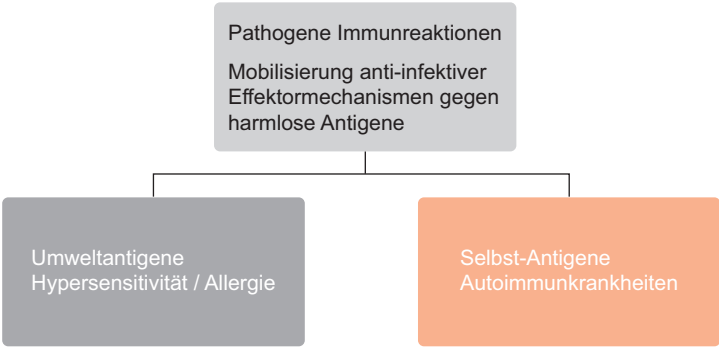 Pathogene Immunreaktionen
Mobilisierung anti-infektiver
Effektormechanismen gegen
harmlose Antigene
Umweltantigene
Hypersensitivität / Allergie
Selbst-Antigene
Autoimmunkrankheiten